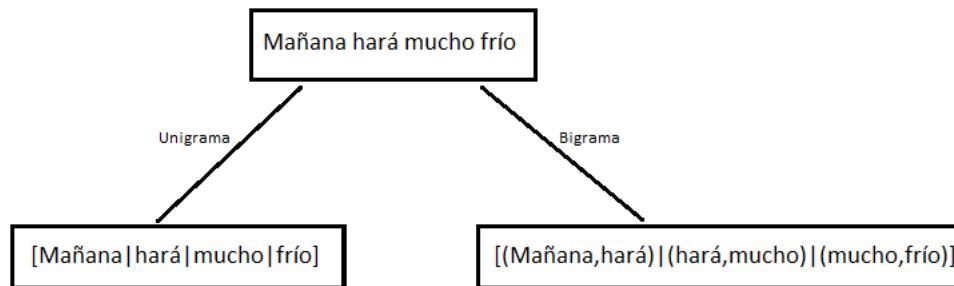 Mañana hará mucho frío
Unigrama
Bigrama
[Mañana|hará|mucho|frío]
[(Mañana,hará)|(hará,mucho)|(mucho,frío)]